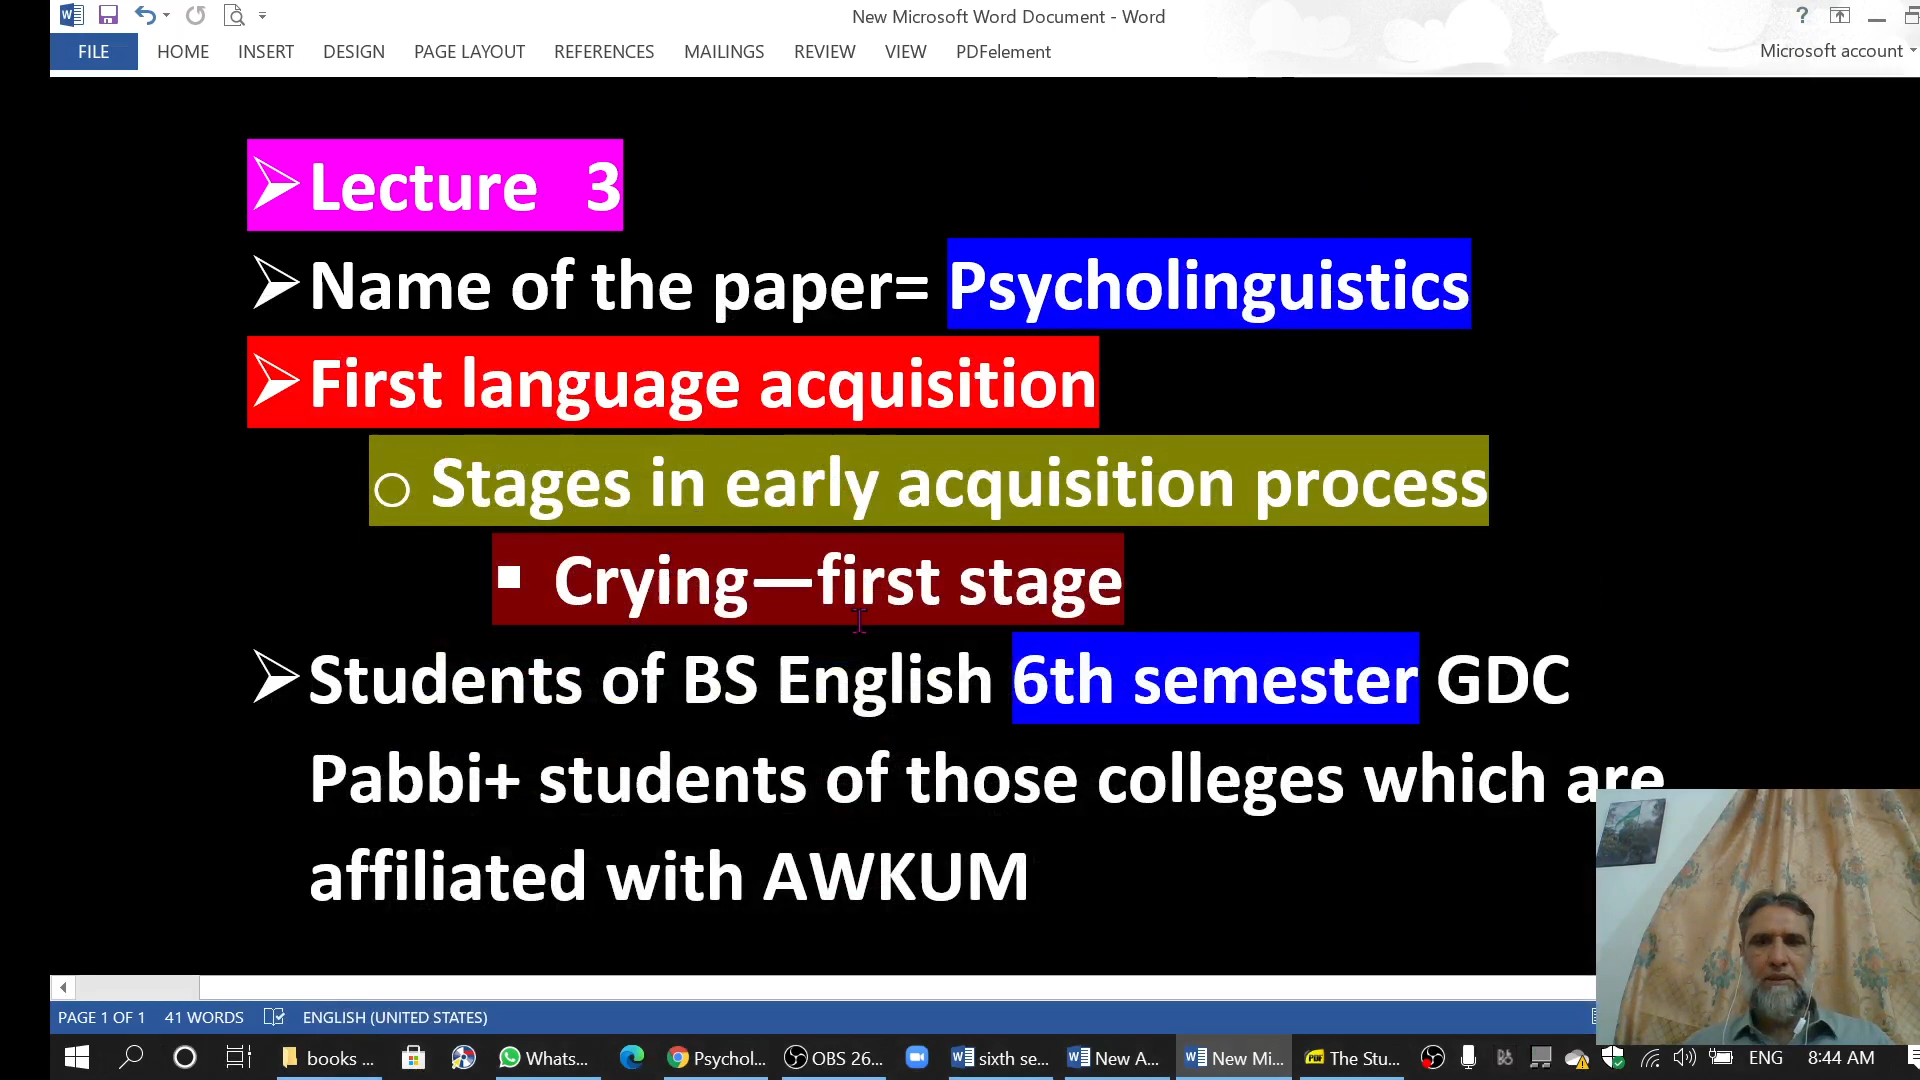 New Microsoft Word Document - Word
?
FILE HOME INSERT DESIGN PAGE LAYOUT REFERENCES MAILINGS REVIEW VIEW PDFelement Microsoft account
➢Lecture 3
➢Name of the paper= Psycholinguistics
➢First language acquisition
o Stages in early acquisition process
▪ Crying—first stage
➢Students of BS English 6th semester GDC
Pabbi+ students of those colleges which are
affiliated with AWKUM
PAGE 1 OF 1 41 WORDS ENGLISH (UNITED STATES)
books ... Whats... Psychol... OBS 26... sixth se... New A... New Mi... The Stu... ENG 8:44 AM